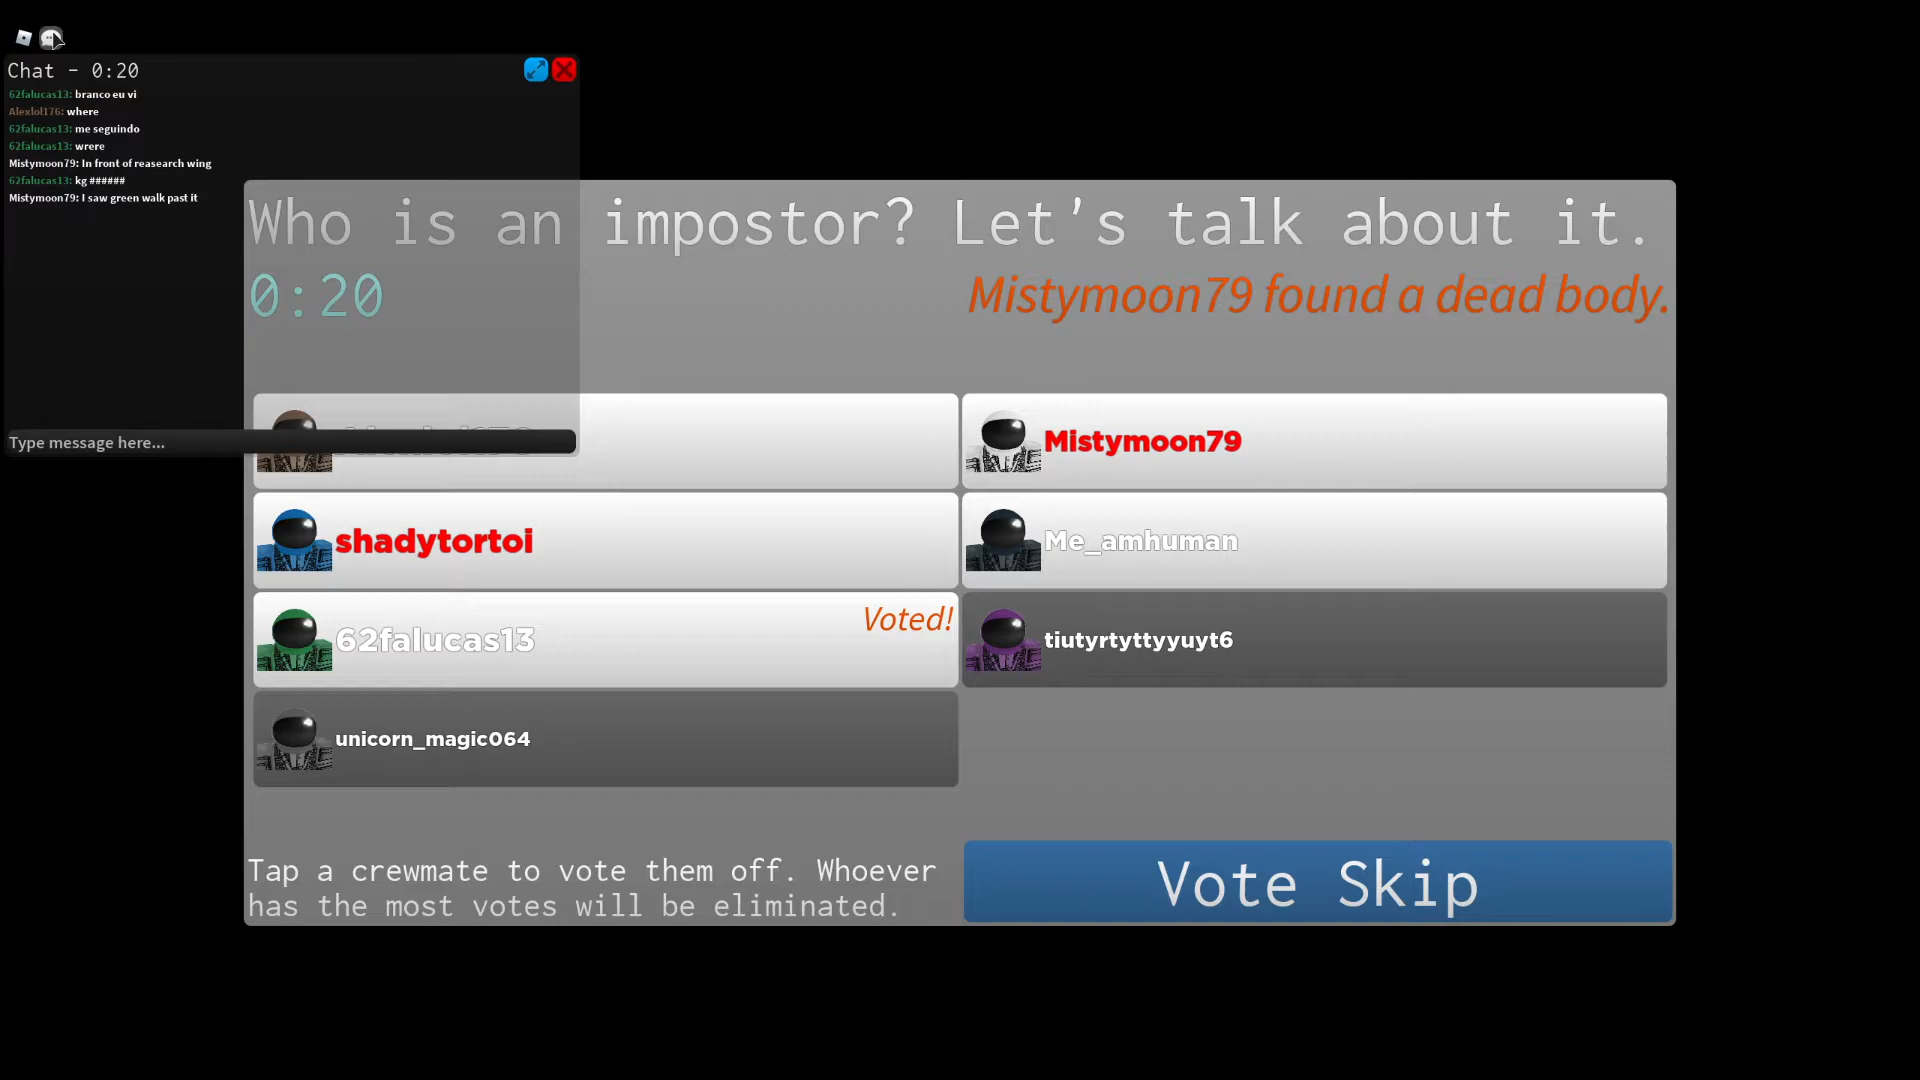 Chat - 0:20
62falucas13: branco eu vi
Alexlol176: where
62falucas13: me seguindo
62falucas13: wrere
Mistymoon79: In front of reasearch wing
62falucas13: kg ######
Mistymoon79: I saw green walk past it
Type message here...
Who is an impostor? Let's talk about it.
0:20
Mistymoon79 found a dead body.
Mistymoon79
shadytortoi
Me_amhuman
62falucas13
Voted!
tiutyrtyttyyuyt6
unicorn_magic064
Tap a crewmate to vote them off. Whoever
has the most votes will be eliminated.
Vote Skip